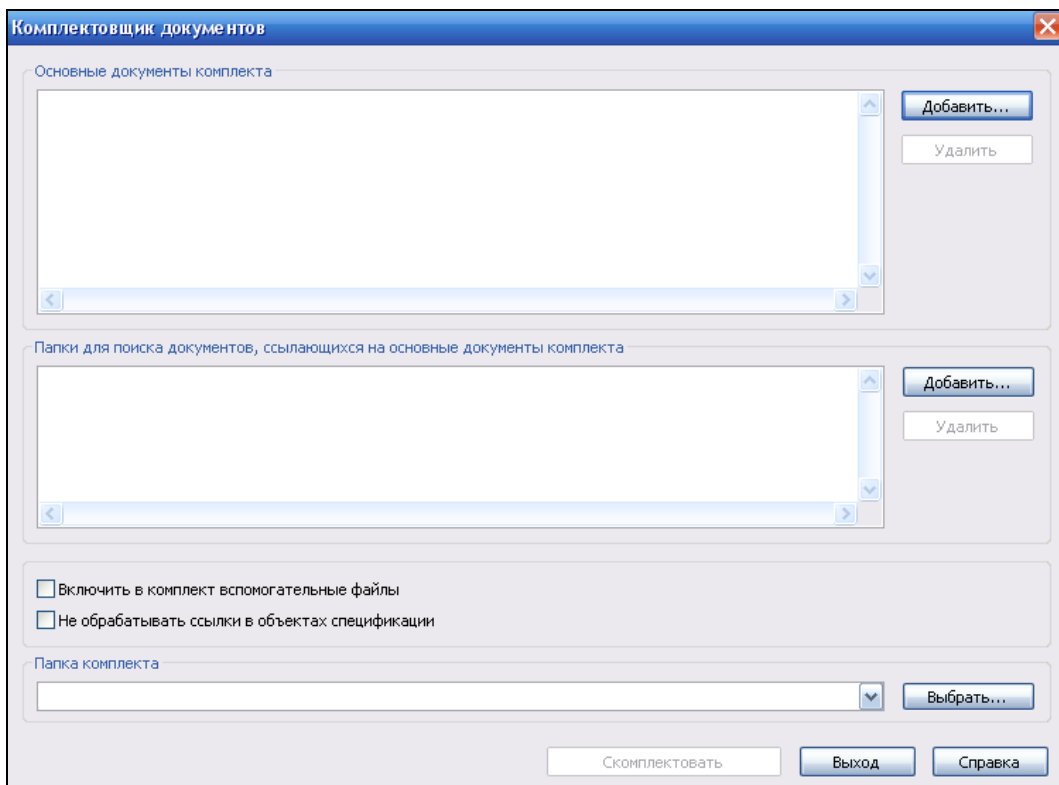 Комплектовщик документов
Основные документы комплекта
Добавить...
Удалить
Папки для поиска документов, ссылающихся на основные документы комплекта
Добавить...
Удалить
Включить в комплект вспомогательные файлы
Не обрабатывать ссылки в объектах спецификации
Папка комплекта
Выбрать...
Скомплектовать Выход Справка